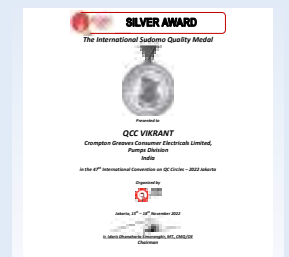 SILVER AWARD
The International Sudomo Quality Medal
Presented to
QCC VIKRANT
Crompton Greaves Consumer Electricals Limited,
Pumps Division
India
in the 47th International Convention on QC Circles – 2022 Jakarta
Organized by
Jakarta, 15th – 18th November 2022
Chairman